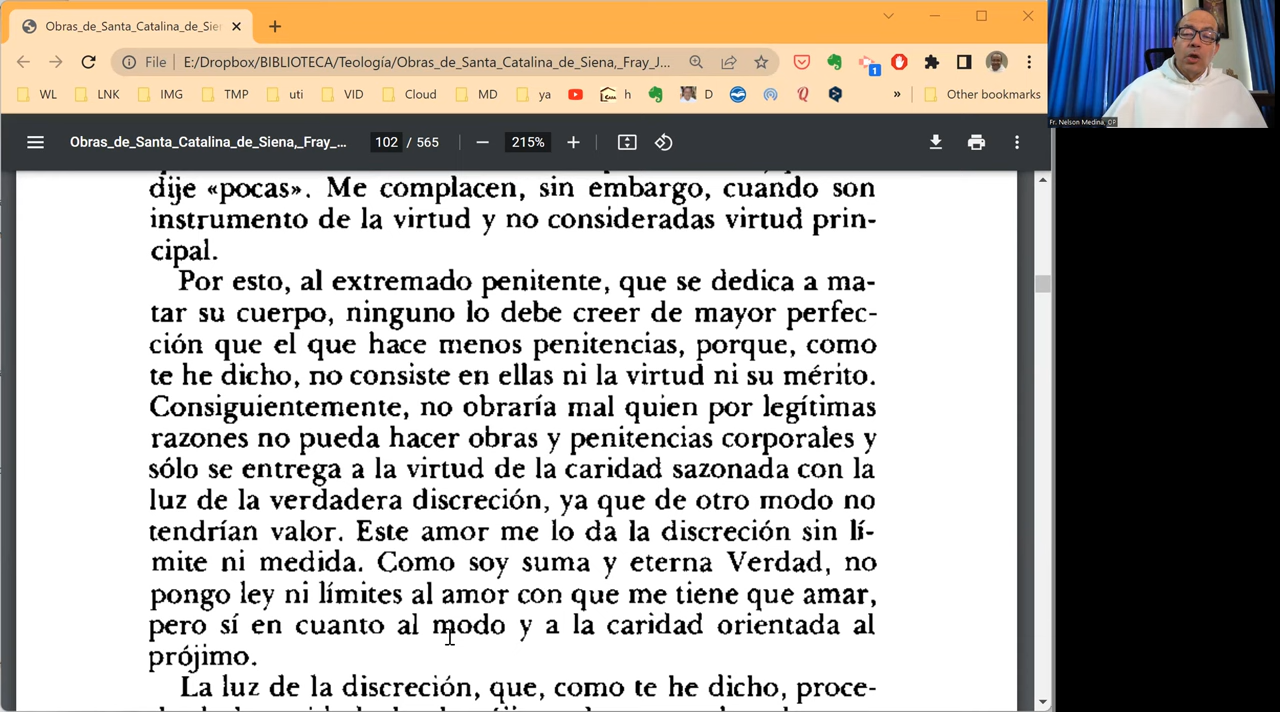 Obras_de_Santa_Catalina_de_Sie
File
E:/Dropbox/BIBLIOTECA/Teología/Obras_de_Santa_Catalina_de_Siena,_Fray_J...
1
WL LNK IMG TMP uti VID Cloud MD ya h D » Other bookmarks
Fr. Nelson Medina, OP
Obras_de_Santa_Catalina_de_Siena,_Fray_... 102 / 565 215%
dije «pocas». Me complacen, sin embargo, cuando son
instrumento de la virtud y no consideradas virtud prin-
cipal.
Por esto, al extremado penitente, que se dedica a ma-
tar su cuerpo, ninguno lo debe creer de mayor perfec-
ción que el que hace menos penitencias, porque, como
te he dicho, no consiste en ellas ni la virtud ni su mérito.
Consiguientemente, no obraría mal quien por legítimas
razones no pueda hacer obras y penitencias corporales y
sólo se entrega a la virtud de la caridad sazonada con la
luz de la verdadera discreción, ya que de otro modo no
tendrían valor. Este amor me lo da la discreción sin lí-
mite ni medida. Como soy suma y eterna Verdad, no
pongo ley ni límites al amor con que me tiene que amar,
pero sí en cuanto al modo y a la caridad orientada al
prójimo.
La luz de la discreción, que, como te he dicho, proce-